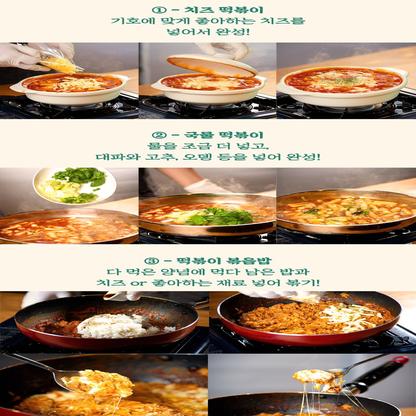 ① - 치즈 떡볶이
기호에 맞게 좋아하는 치즈를
넣어서 완성!
② - 국물 떡볶이
물을 조금 더 넣고,
대파와 고추, 오뎅 등을 넣어 완성!
③ - 떡볶이 볶음밥
다 먹은 양념에 먹다 남은 밥과
치즈 or 좋아하는 재료 넣어 볶기!